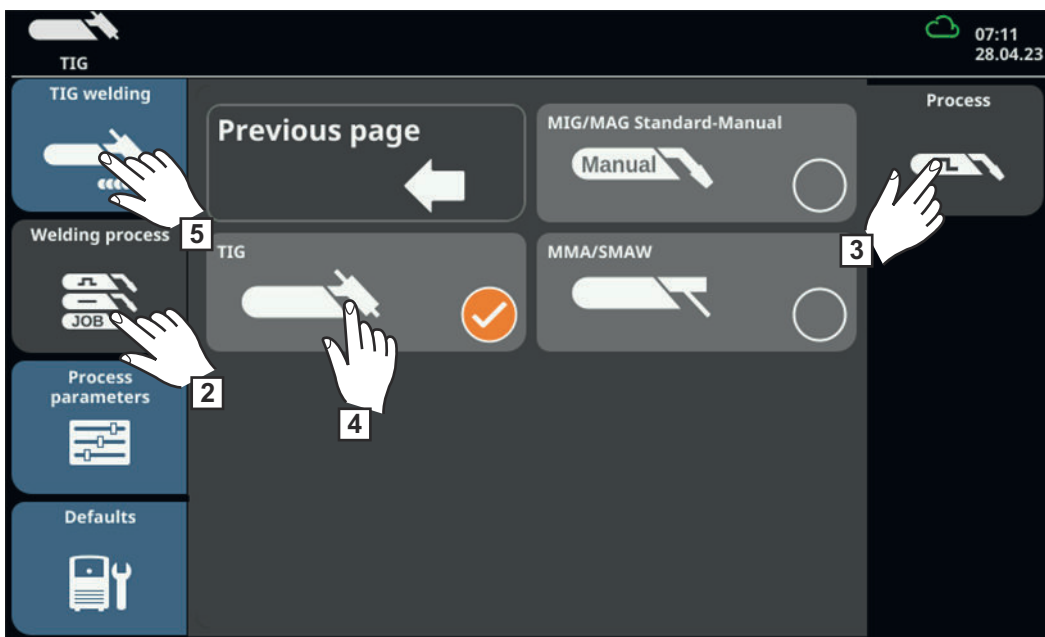 TIG
07:11
28.04.23
TIG welding
5
Welding process
JOB
2
Process
parameters
Defaults
Previous page
MIG/MAG Standard-Manual
Manual
TIG
4
MMA/SMAW
Process
3